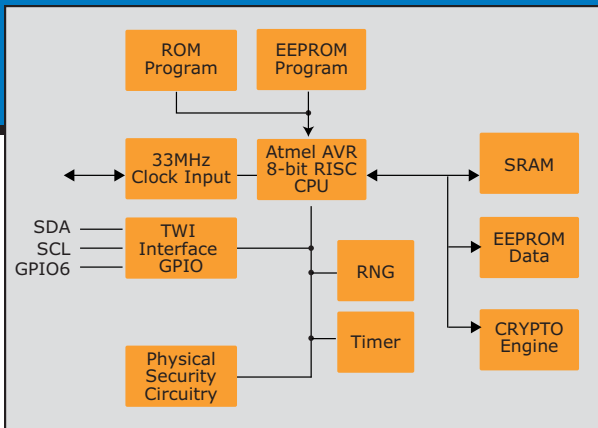 ROM
Program
EEPROM
Program
33MHz
Clock Input
Atmel AVR
8-bit RISC
CPU
SRAM
SDA
SCL
GPIO6
TWI
Interface
GPIO
EEPROM
Data
RNG
Timer
CRYPTO
Engine
Physical
Security
Circuitry